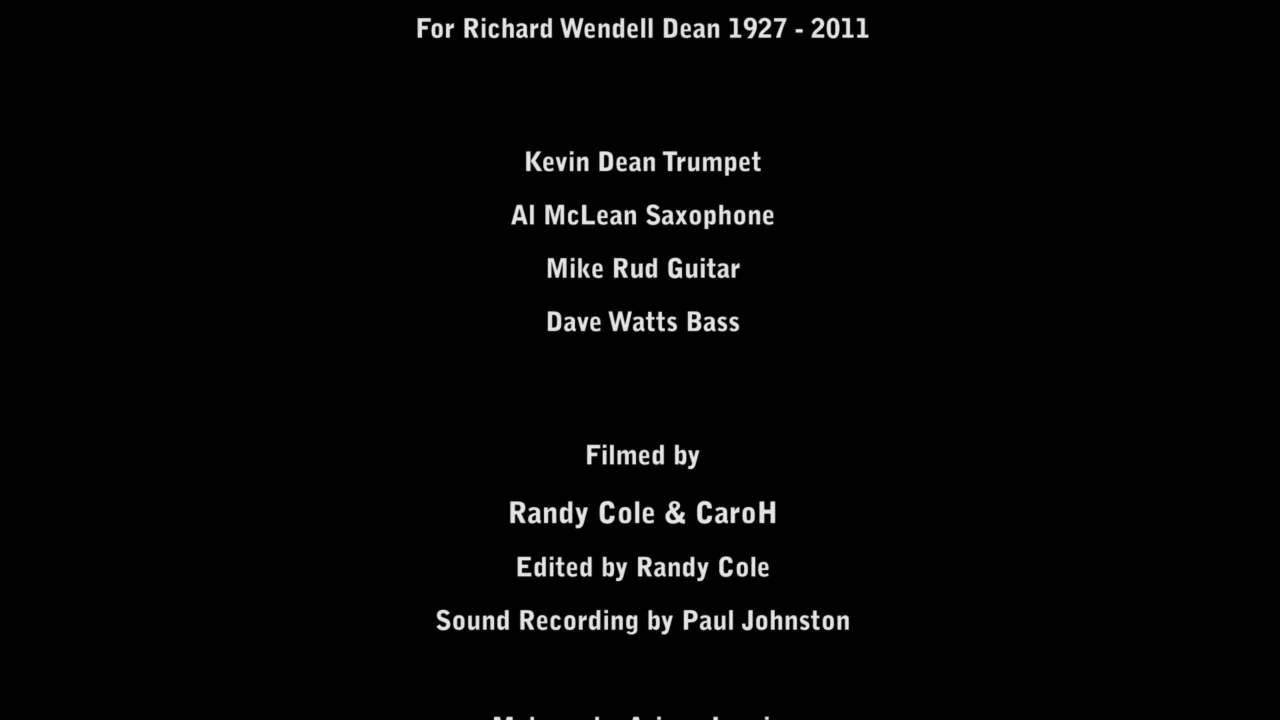 For Richard Wendell Dean 1927 - 2011
Kevin Dean Trumpet
Al McLean Saxophone
Mike Rud Guitar
Dave Watts Bass
Filmed by
Randy Cole & CaroH
Edited by Randy Cole
Sound Recording by Paul Johnston